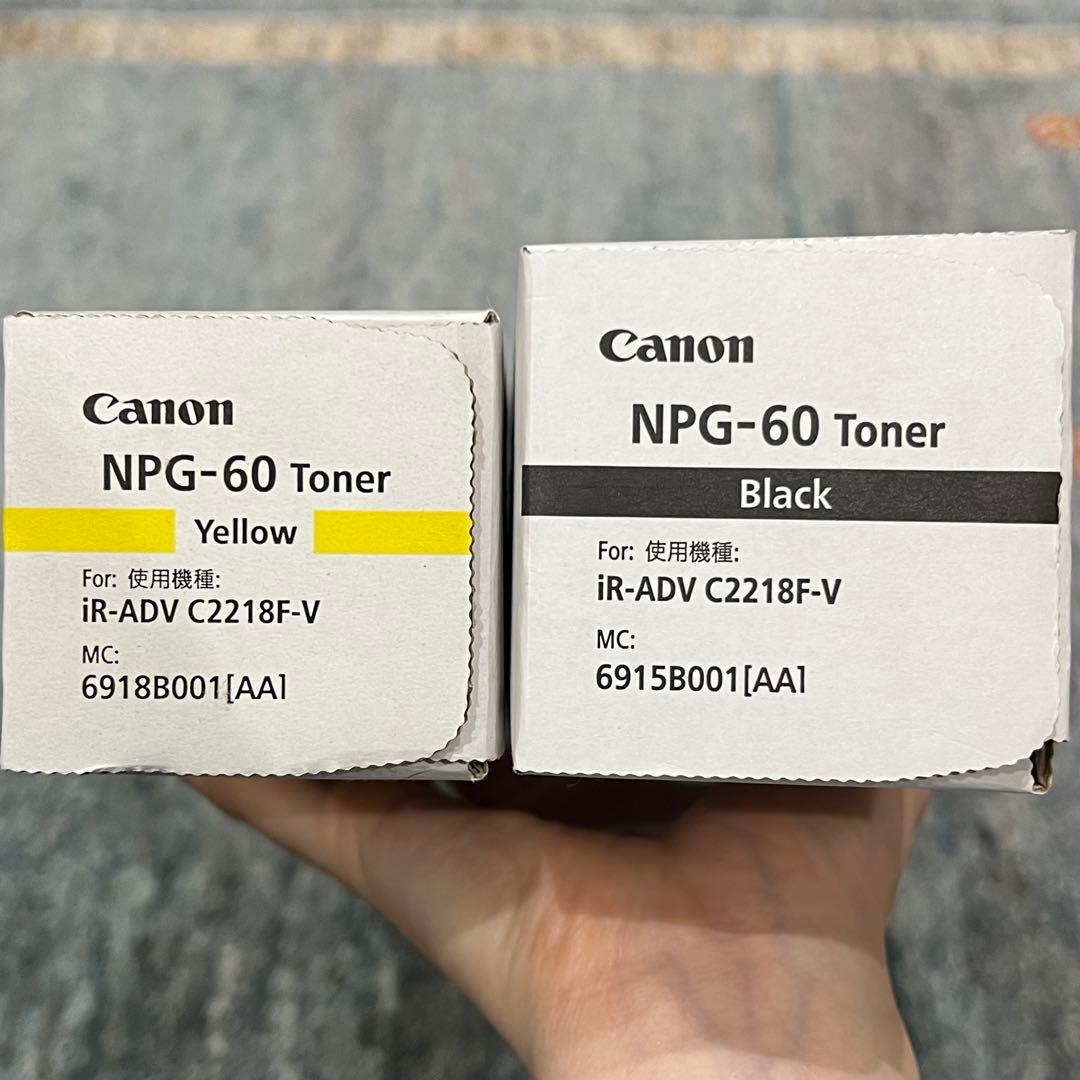 Canon
NPG-60 Toner
Yellow
For: 使用機種:
iR-ADV C2218F-V
MC:
6918B001[AA]
Canon
NPG-60 Toner
Black
For: 使用機種:
iR-ADV C2218F-V
MC:
6915B001[AA]